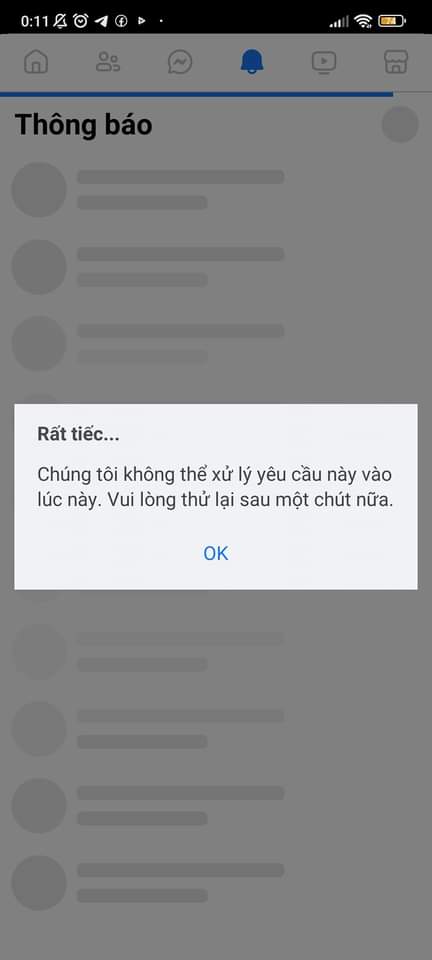 0:11
74
Thông báo
Rất tiếc...
Chúng tôi không thể xử lý yêu cầu này vào
lúc này. Vui lòng thử lại sau một chút nữa.
OK